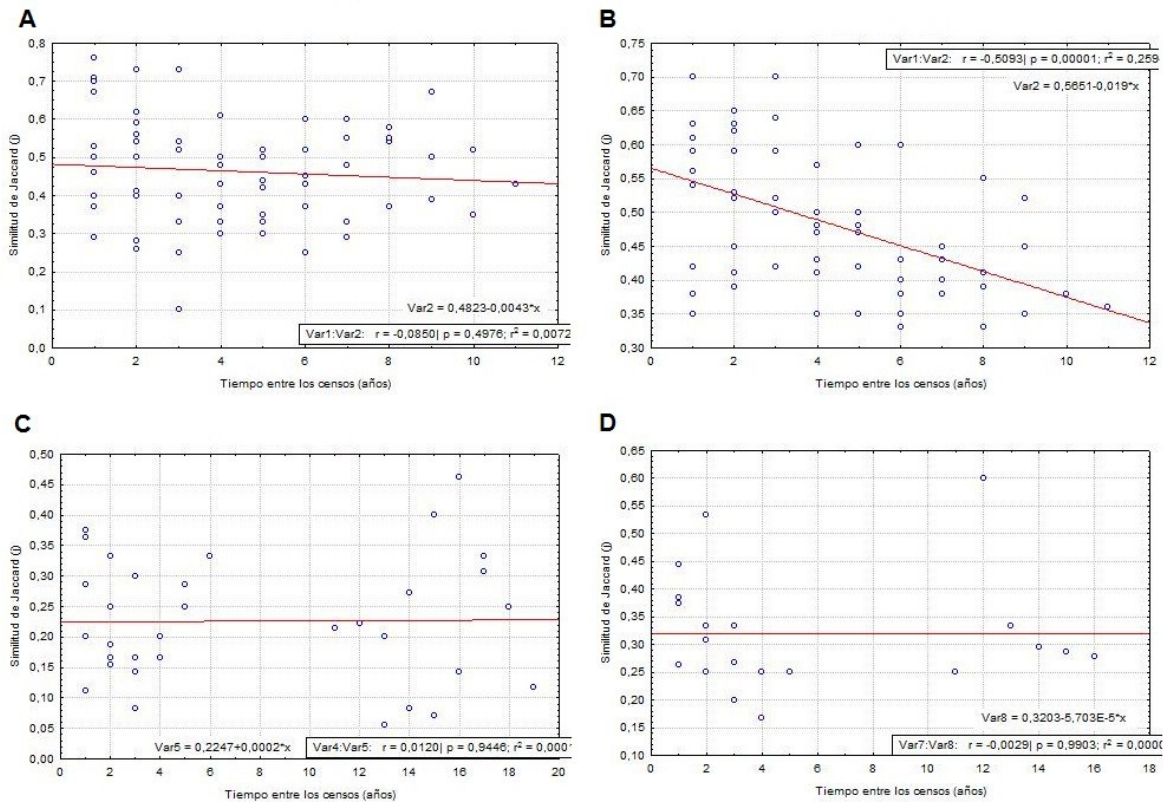 A
0,8
0,7
0,6
0,5
0,4
0,3
0,2
0,1
0,0
Similitud de Jaccard (j)
Var2 = 0,4823-0,0043*x
Var1:Var2: r = -0,0850| p = 0,4976; r² = 0,0072
0 2 4 6 8 10 12
Tiempo entre los censos (años)
B
0,75
0,70
0,65
0,60
0,55
0,50
0,45
0,40
0,35
0,30
Similitud de Jaccard (j)
Var1:Var2: r = -0,5093| p = 0,00001; r² = 0,259
Var2 = 0,5651-0,019*x
0 2 4 6 8 10 12
Tiempo entre los censos (años)
C
0,50
0,45
0,40
0,35
0,30
0,25
0,20
0,15
0,10
0,05
0,00
Similitud de Jaccard (j)
Var5 = 0,2247+0,0002*x
Var4:Var5: r = 0,0120| p = 0,9446; r² = 0,000
0 2 4 6 8 10 12 14 16 18 20
Tiempo entre los censos (años)
D
0,65
0,60
0,55
0,50
0,45
0,40
0,35
0,30
0,25
0,20
0,15
0,10
Similitud de Jaccard (j)
Var8 = 0,3203-5,703E-5*x
Var7:Var8: r = -0,0029| p = 0,9903; r² = 0,0000
0 2 4 6 8 10 12 14 16 18
Tiempo entre los censos (años)